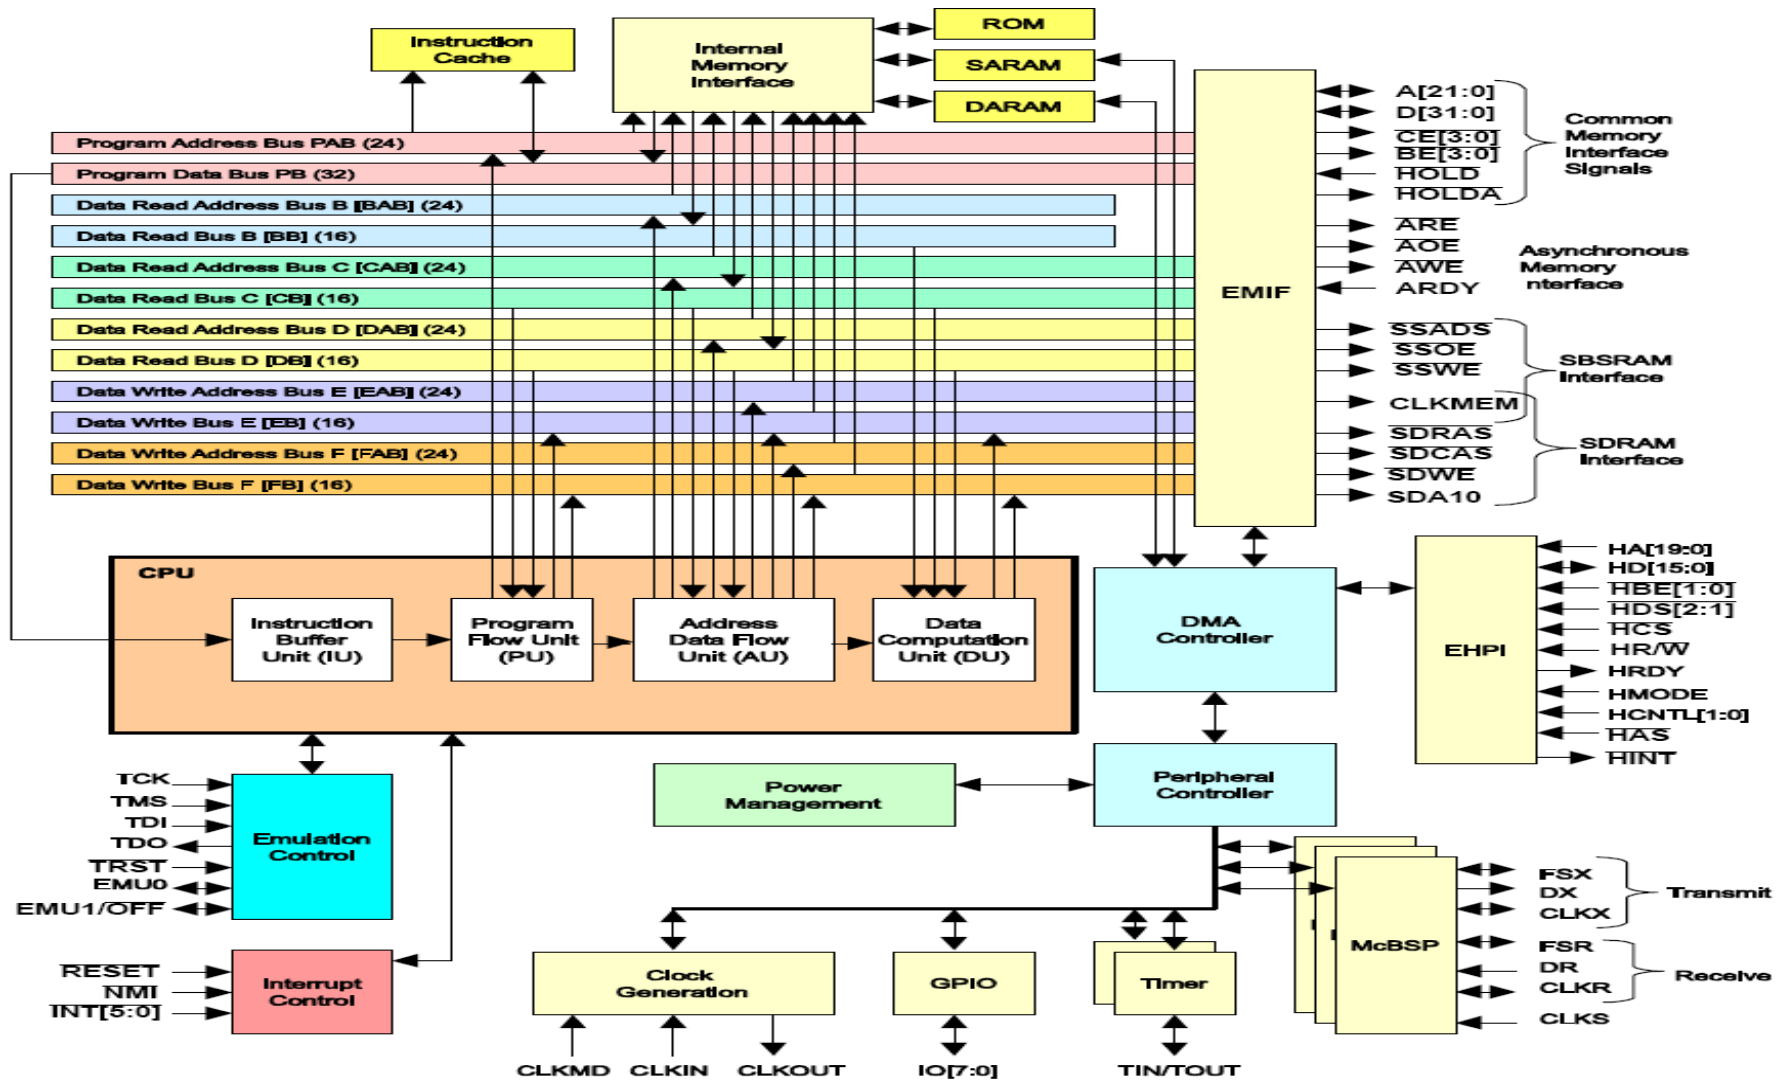 ROM
Instruction
Cache
Internal
Memory
Interface
SARAM
DARAM
Program Address Bus PAB (24)
Program Data Bus PB (32)
Data Read Address Bus B [BAB] (24)
Data Read Bus B [BB] (16)
Data Read Address Bus C [CAB] (24)
Data Read Bus C [CB] (16)
Data Read Address Bus D [DAB] (24)
Data Read Bus D [DB] (16)
Data Write Address Bus E [EAB] (24)
Data Write Bus E [EB] (16)
Data Write Address Bus F [FAB] (24)
Data Write Bus F [FB] (16)
EMIF
A[21:0]
D[31:0]
CE[3:0]
BE[3:0]
HOLD
HOLDA
Common
Memory
Interface
Signals
ARE
AOE
AWE
ARDY
Asynchronous
Memory
nterface
SSADS
SSOE
SSWE
CLKMEM
SBSRAM
Interface
SDRAS
SDCAS
SDWE
SDA10
SDRAM
Interface
CPU
Instruction
Buffer
Unit (IU)
Program
Flow Unit
(PU)
Address
Data Flow
Unit (AU)
Data
Computation
Unit (DU)
DMA
Controller
EHPI
HA[19:0]
HD[15:0]
HBE[1:0]
HDS[2:1]
HCS
HR/W
HRDY
HMODE
HCNTL[1:0]
HAS
HINT
Power
Management
Peripheral
Controller
TCK
TMS
TDI
TDO
TRST
EMU0
EMU1/OFF
Emulation
Control
RESET
NMI
INT[5:0]
Interrupt
Control
Clock
Generation
GPIO
Timer
McBSP
FSX
DX
CLKX
Transmit
FSR
DR
CLKR
Receive
CLKS
CLKMD
CLKIN
CLKOUT
IO[7:0]
TIN/TOUT